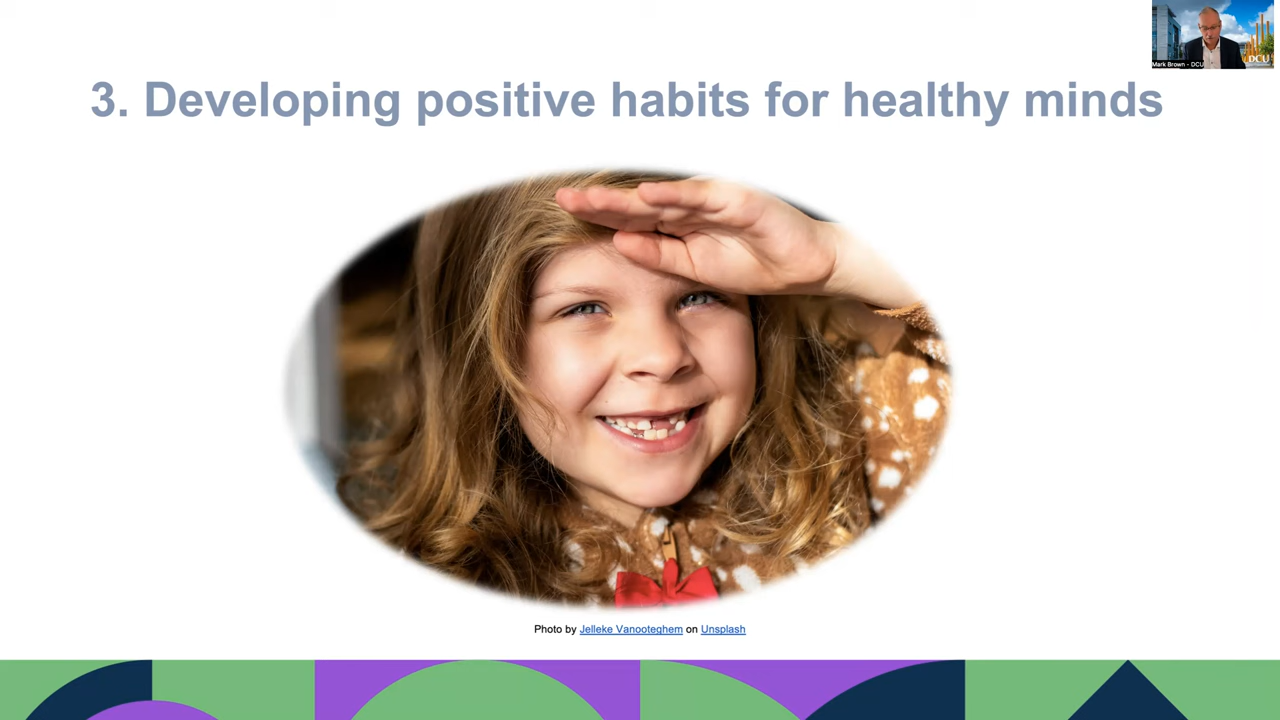 3. Developing positive habits for healthy minds
Mark Brown - DCU
DCU
Photo by Jelleke Vanooteghem on Unsplash